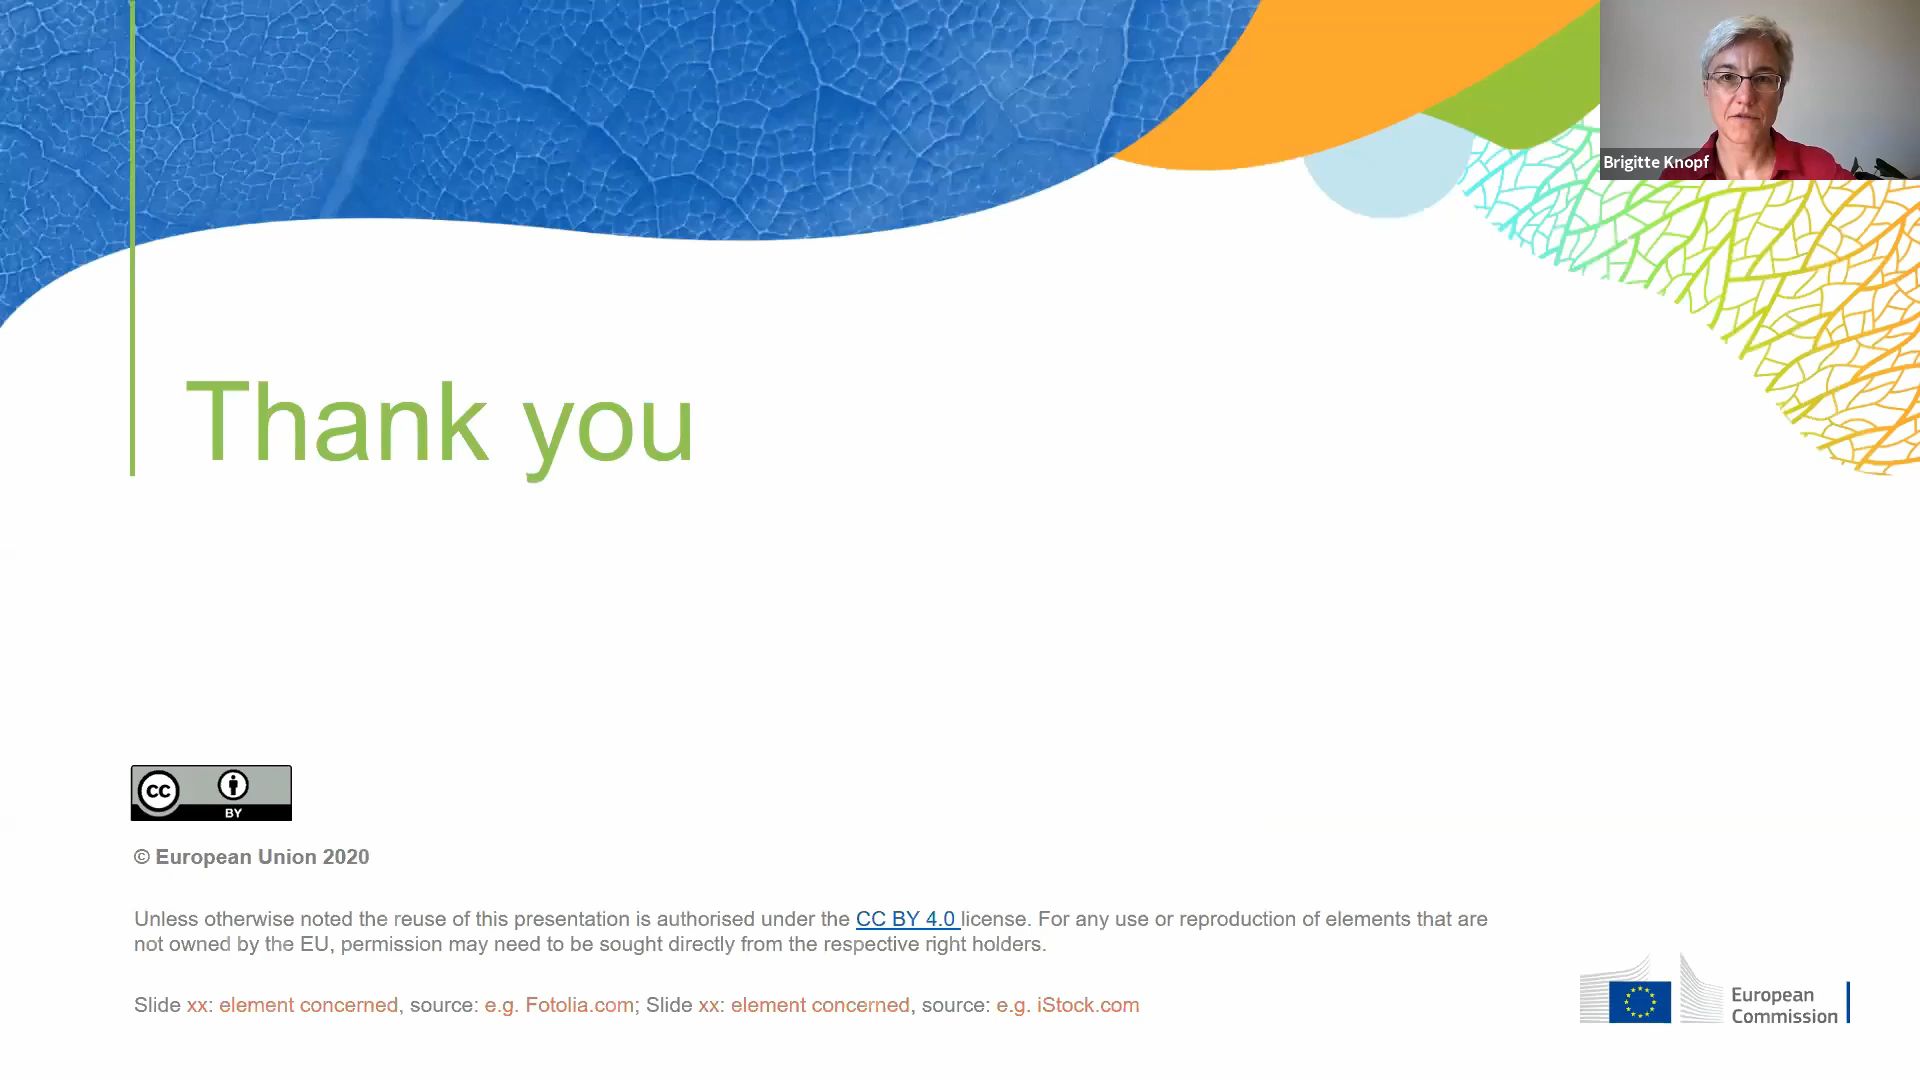 Brigitte Knopf
Thank you
CC
BY
© European Union 2020
Unless otherwise noted the reuse of this presentation is authorised under the CC BY 4.0 license. For any use or reproduction of elements that are
not owned by the EU, permission may need to be sought directly from the respective right holders.
Slide xx: element concerned, source: e.g. Fotolia.com; Slide xx: element concerned, source: e.g. iStock.com
European
Commission